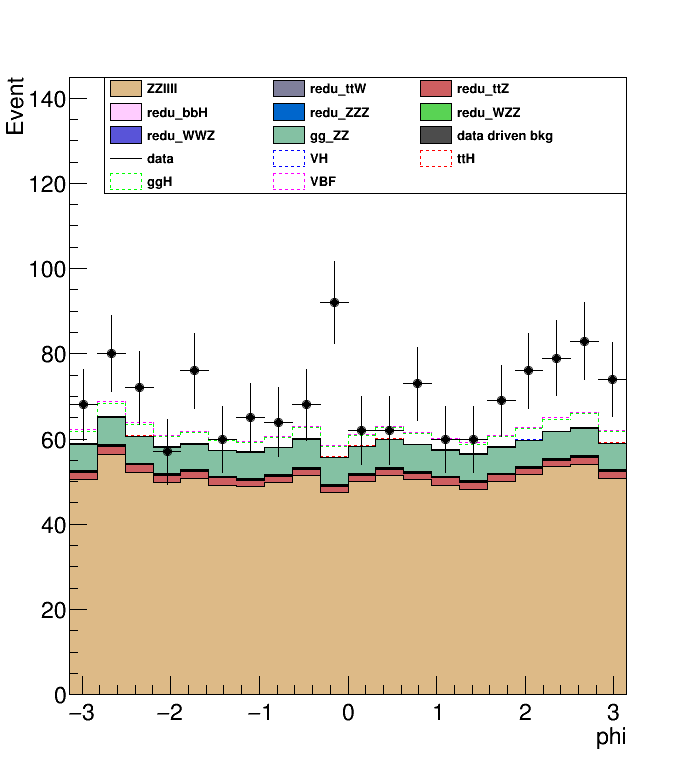 Event
140
120
100
80
60
40
20
0
ZZllll redu_ttW redu_ttZ
redu_bbH redu_ZZZ redu_WZZ
redu_WWZ gg_ZZ data driven bkg
data VH ttH
ggH VBF
−3 −2 −1 0 1 2 3
phi